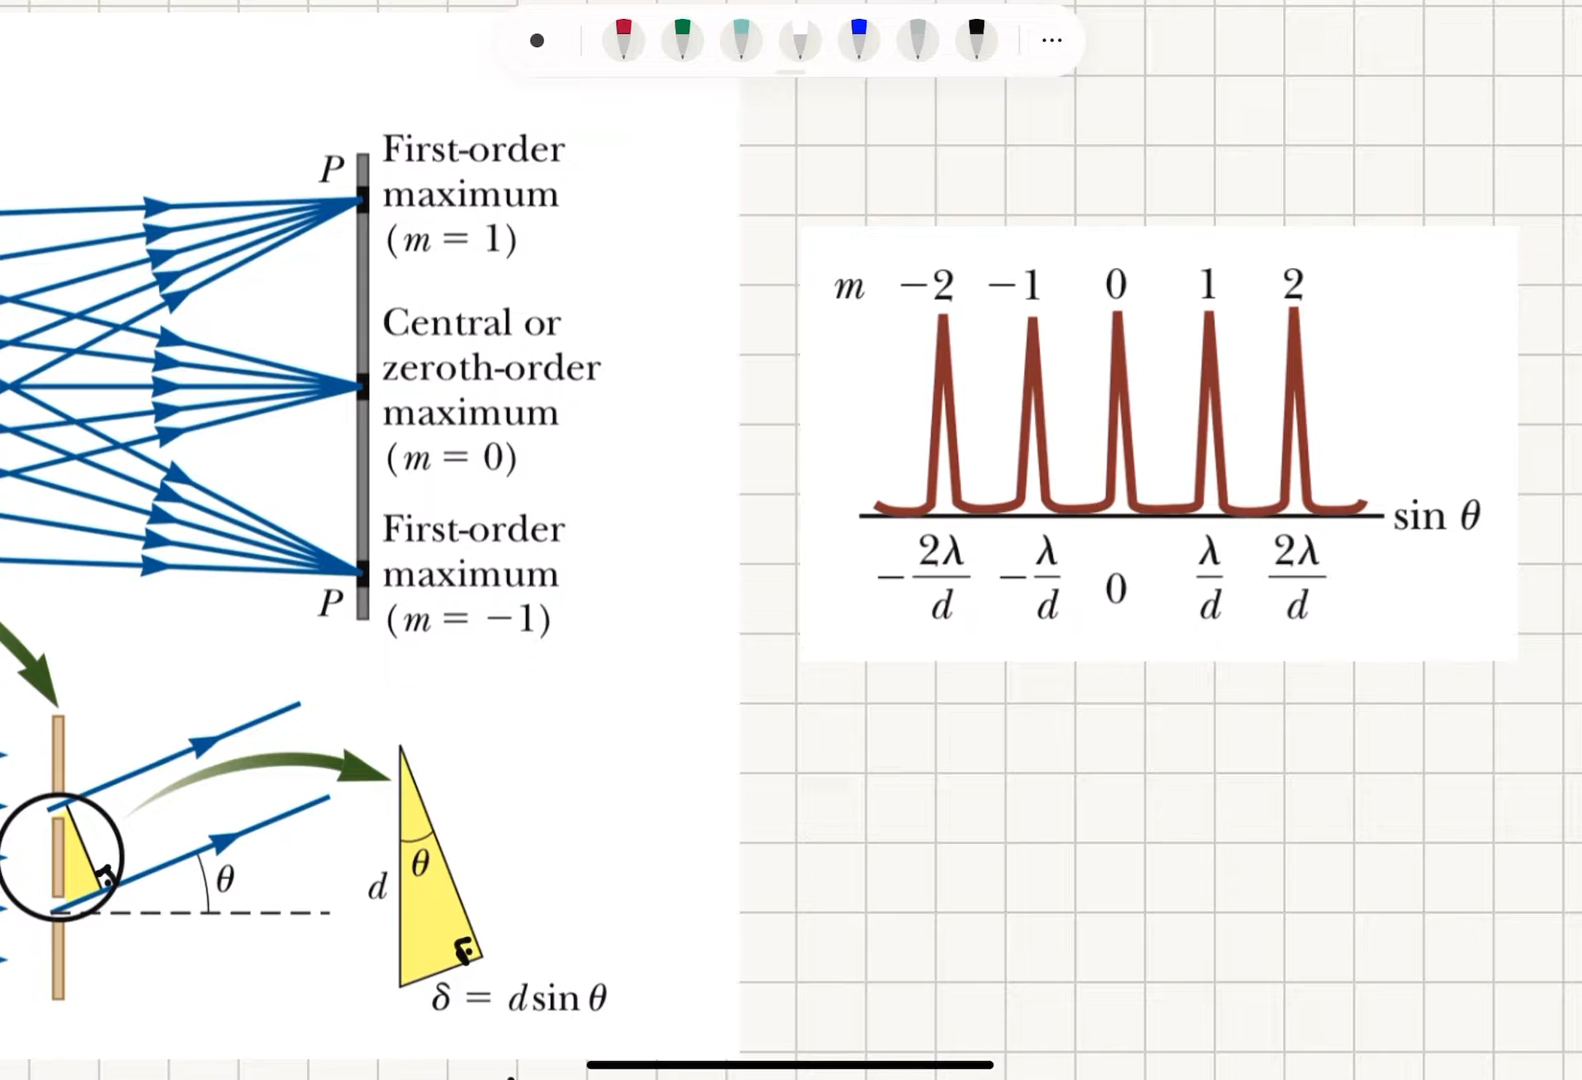 P
First-order
maximum
(m = 1)
Central or
zeroth-order
maximum
(m = 0)
First-order
maximum
P
(m = −1)
θ
d
θ
δ = d sin θ
m −2 −1 0 1 2
sin θ
−2λ/d −λ/d 0 λ/d 2λ/d